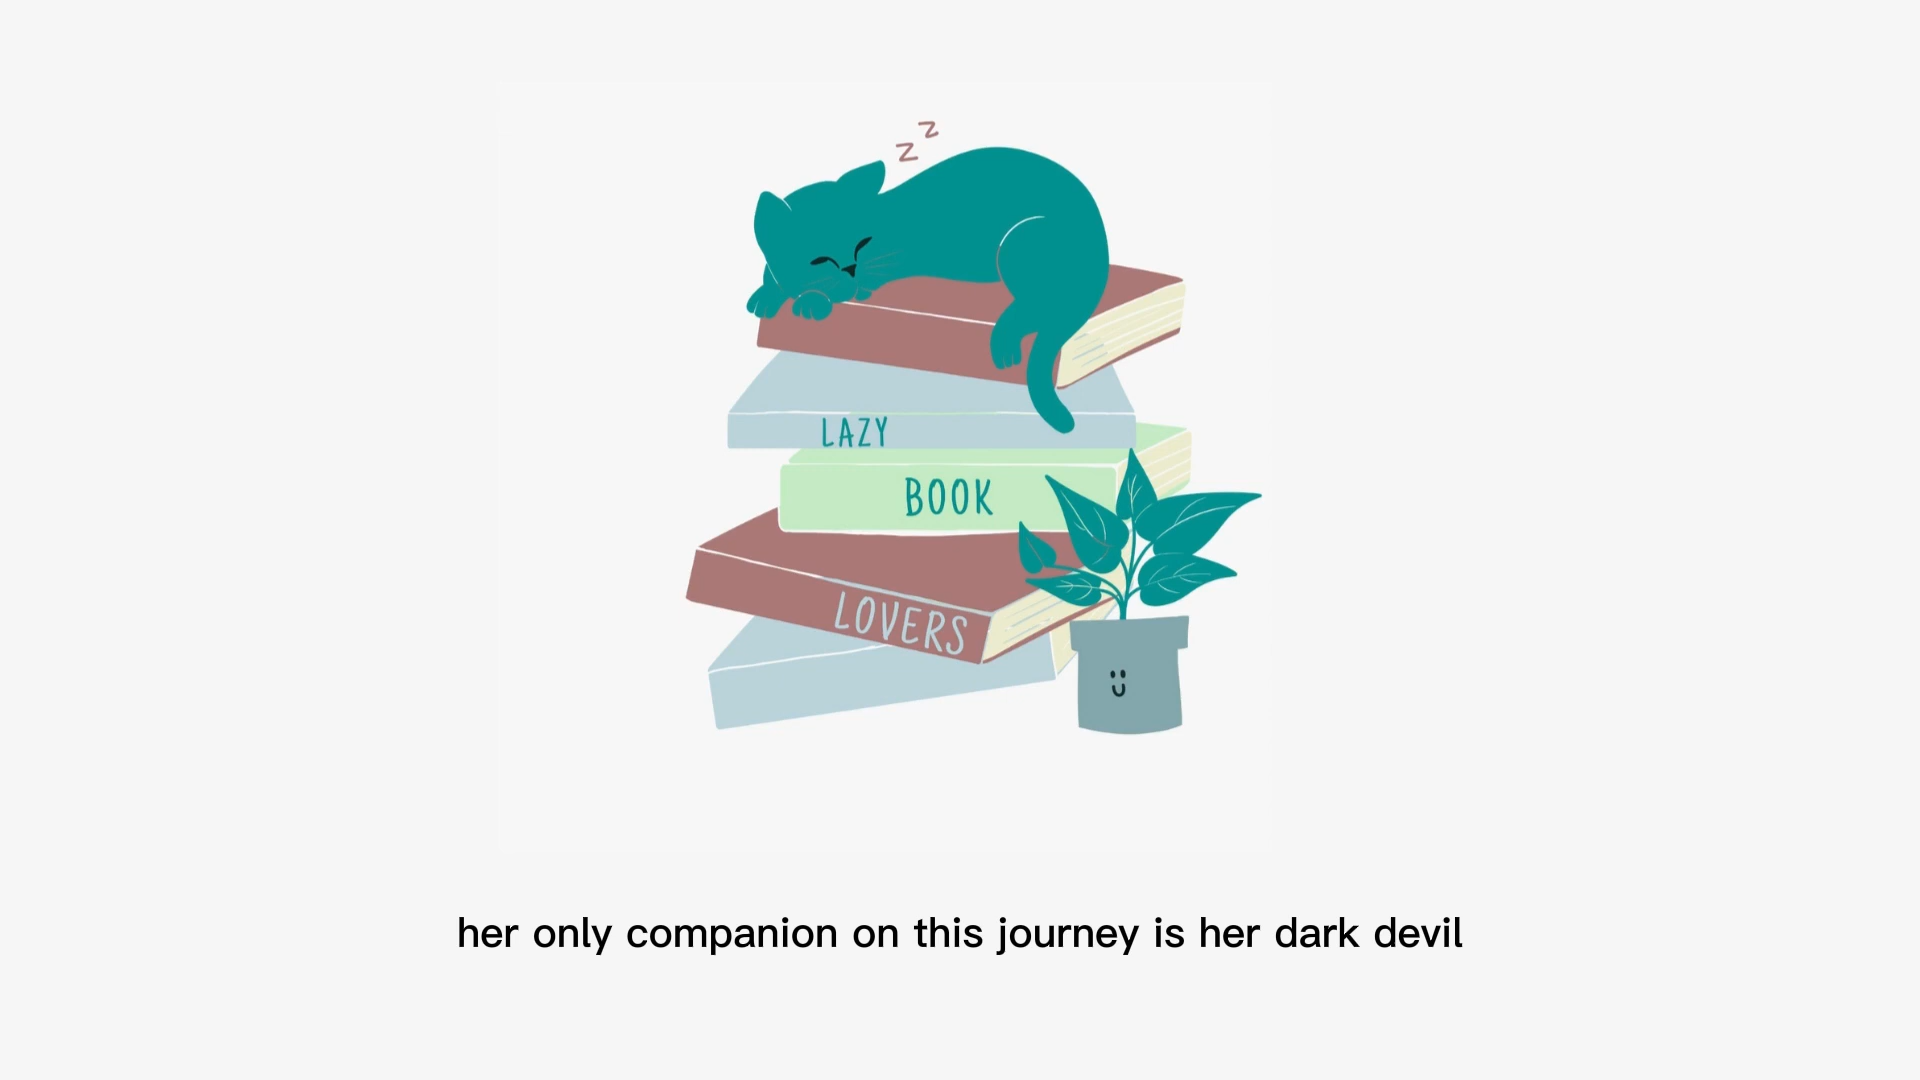 z
z
LAZY
BOOK
LOVERS
her only companion on this journey is her dark devil